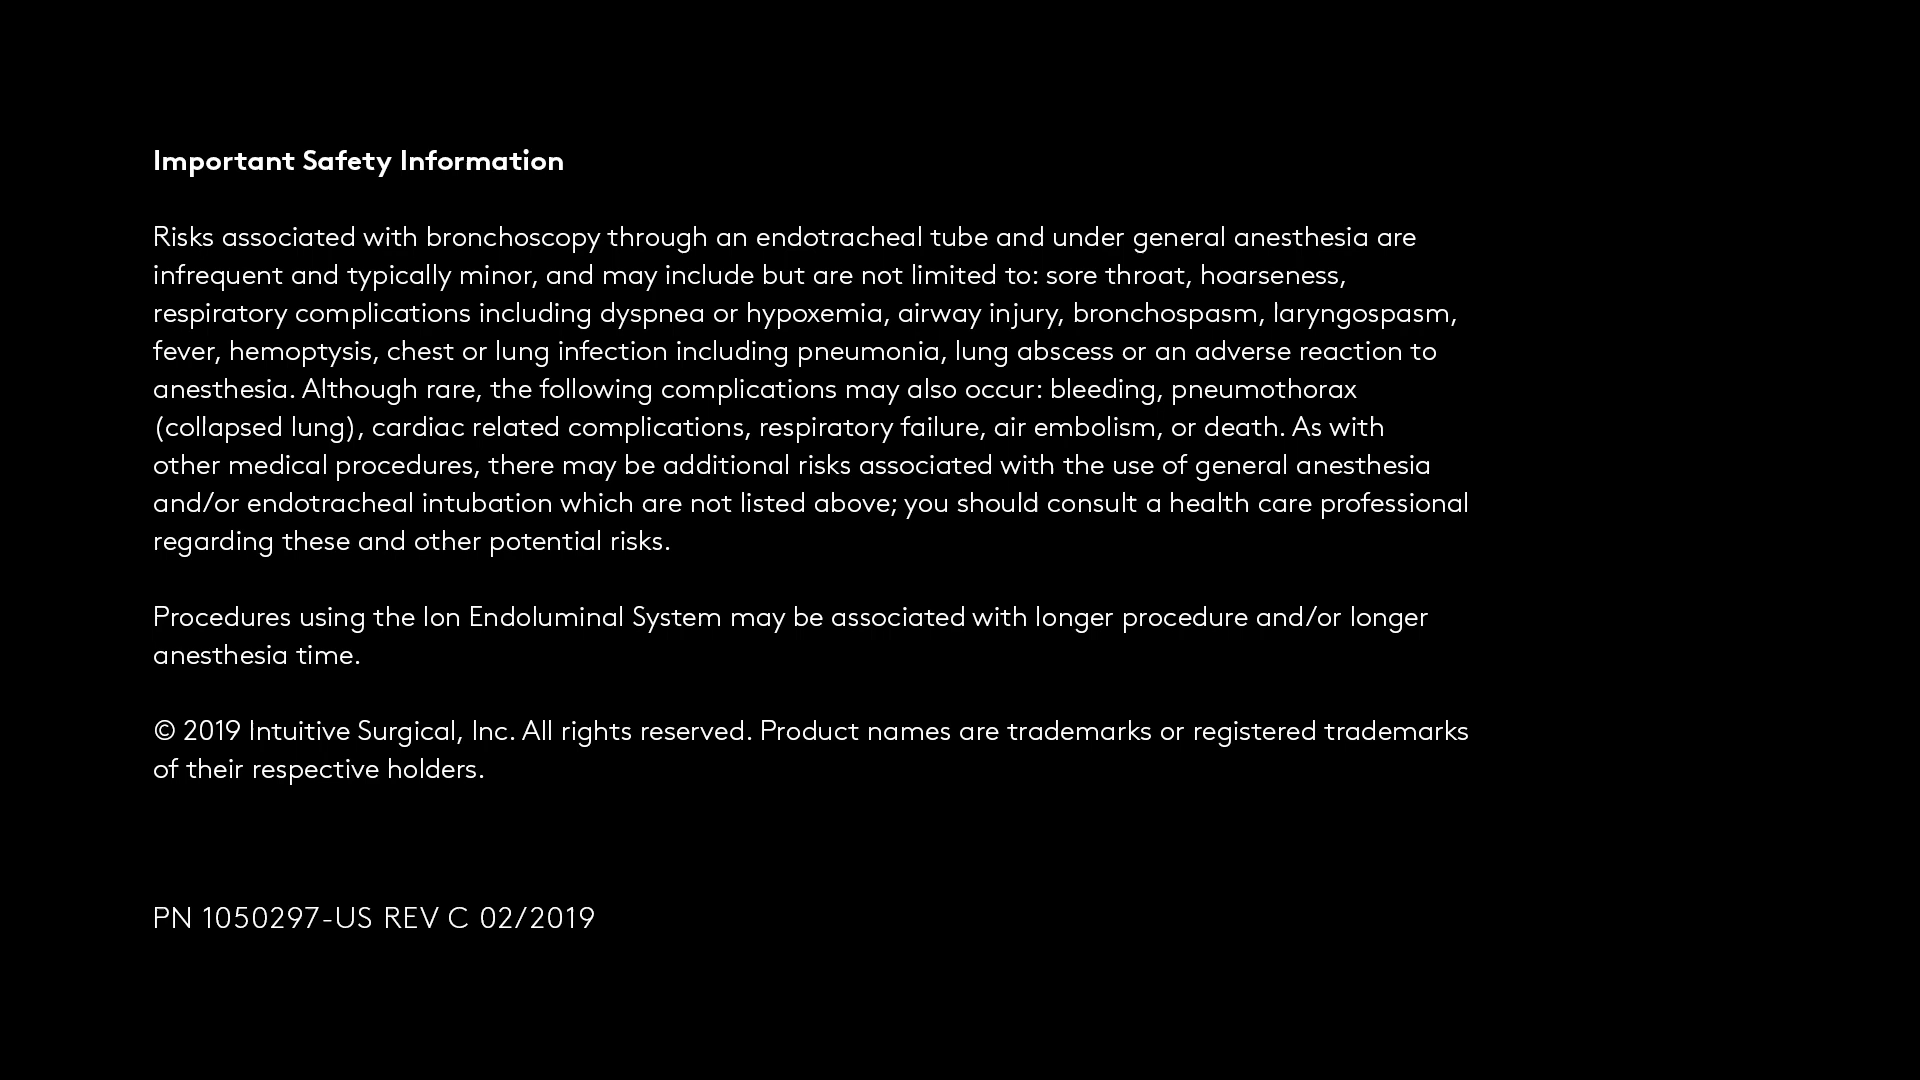 Important Safety Information
Risks associated with bronchoscopy through an endotracheal tube and under general anesthesia are
infrequent and typically minor, and may include but are not limited to: sore throat, hoarseness,
respiratory complications including dyspnea or hypoxemia, airway injury, bronchospasm, laryngospasm,
fever, hemoptysis, chest or lung infection including pneumonia, lung abscess or an adverse reaction to
anesthesia. Although rare, the following complications may also occur: bleeding, pneumothorax
(collapsed lung), cardiac related complications, respiratory failure, air embolism, or death. As with
other medical procedures, there may be additional risks associated with the use of general anesthesia
and/or endotracheal intubation which are not listed above; you should consult a health care professional
regarding these and other potential risks.
Procedures using the Ion Endoluminal System may be associated with longer procedure and/or longer
anesthesia time.
© 2019 Intuitive Surgical, Inc. All rights reserved. Product names are trademarks or registered trademarks
of their respective holders.
PN 1050297-US REV C 02/2019